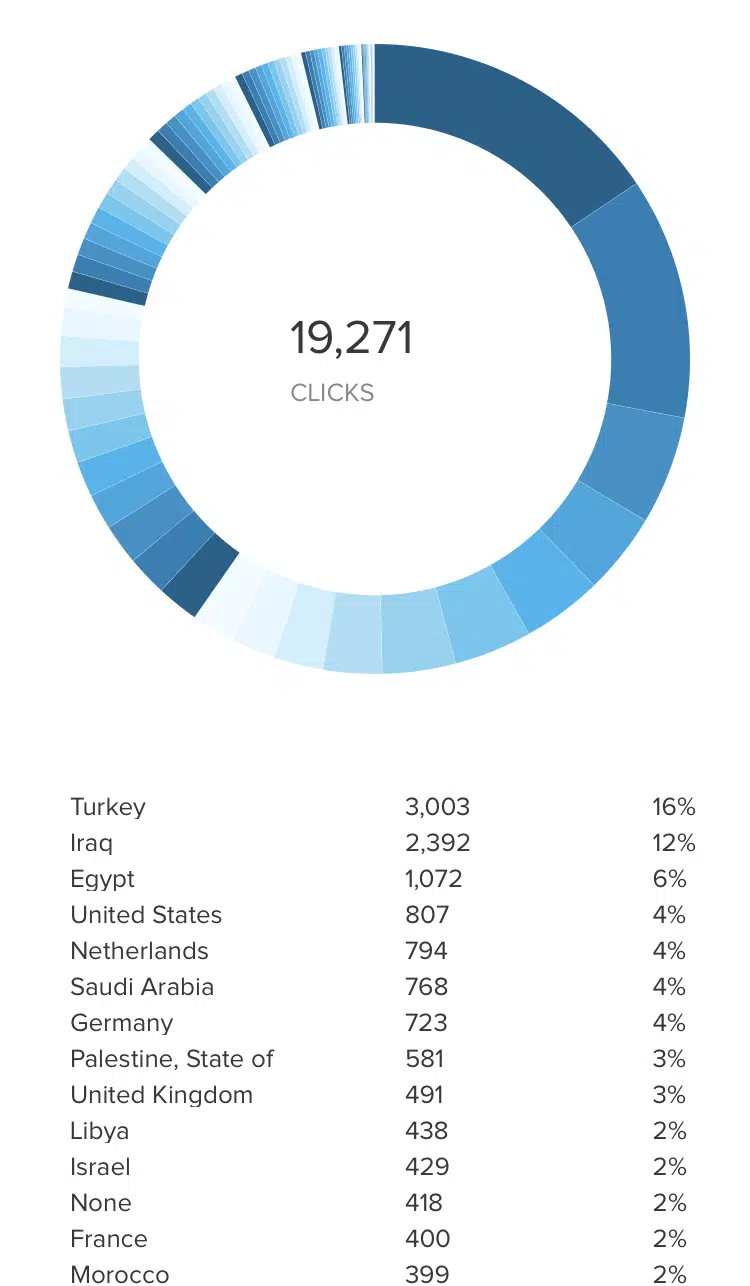 19,271
CLICKS
Turkey 3,003 16%
Iraq 2,392 12%
Egypt 1,072 6%
United States 807 4%
Netherlands 794 4%
Saudi Arabia 768 4%
Germany 723 4%
Palestine, State of 581 3%
United Kingdom 491 3%
Libya 438 2%
Israel 429 2%
None 418 2%
France 400 2%
Morocco 399 2%